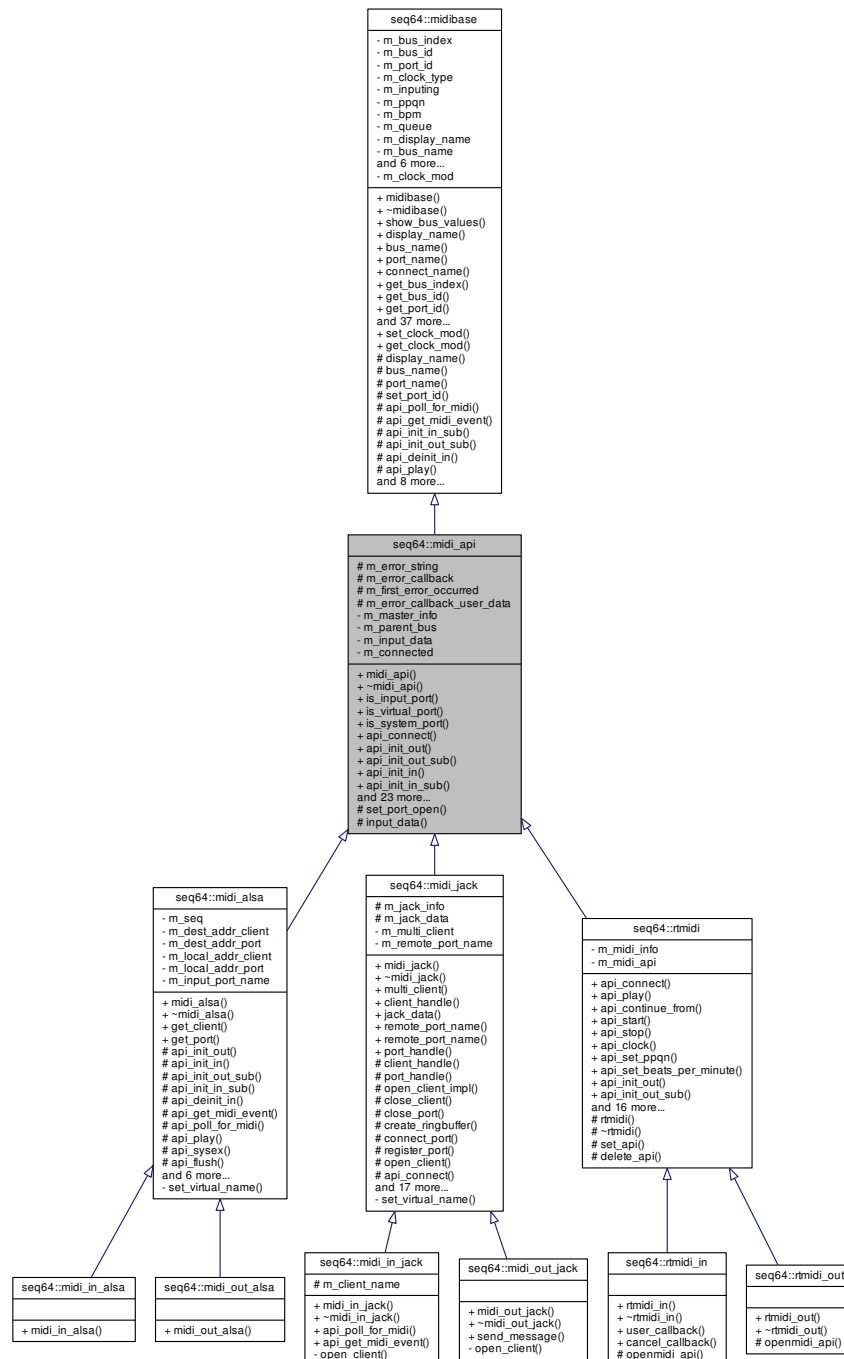 seq64::midibase
- m_bus_index
- m_bus_id
- m_port_id
- m_clock_type
- m_inputing
- m_ppqn
- m_bpm
- m_queue
- m_display_name
- m_bus_name
and 6 more...
- m_clock_mod
+ midibase()
+ ~midibase()
+ show_bus_values()
+ display_name()
+ bus_name()
+ port_name()
+ connect_name()
+ get_bus_index()
+ get_bus_id()
+ get_port_id()
and 37 more...
+ set_clock_mod()
+ get_clock_mod()
# display_name()
# bus_name()
# port_name()
# set_port_id()
# api_poll_for_midi()
# api_get_midi_event()
# api_init_in_sub()
# api_init_out_sub()
# api_deinit_in()
# api_play()
and 8 more...
seq64::midi_api
# m_error_string
# m_error_callback
# m_first_error_occurred
# m_error_callback_user_data
- m_master_info
- m_parent_bus
- m_input_data
- m_connected
+ midi_api()
+ ~midi_api()
+ is_input_port()
+ is_virtual_port()
+ is_system_port()
+ api_connect()
+ api_init_out()
+ api_init_out_sub()
+ api_init_in()
+ api_init_in_sub()
and 23 more...
# set_port_open()
# input_data()
seq64::midi_alsa
- m_seq
- m_dest_addr_client
- m_dest_addr_port
- m_local_addr_client
- m_local_addr_port
- m_input_port_name
+ midi_alsa()
+ ~midi_alsa()
+ get_client()
+ get_port()
# api_init_out()
# api_init_in()
# api_init_out_sub()
# api_init_in_sub()
# api_deinit_in()
# api_get_midi_event()
# api_poll_for_midi()
# api_play()
# api_sysex()
# api_flush()
and 6 more...
- set_virtual_name()
seq64::midi_jack
# m_jack_info
# m_jack_data
- m_multi_client
- m_remote_port_name
+ midi_jack()
+ ~midi_jack()
+ multi_client()
+ client_handle()
+ jack_data()
+ remote_port_name()
+ remote_port_name()
+ port_handle()
# client_handle()
# port_handle()
# open_client_impl()
# close_client()
# close_port()
# create_ringbuffer()
# connect_port()
# register_port()
# open_client()
# api_connect()
and 17 more...
- set_virtual_name()
seq64::rtmidi
- m_midi_info
- m_midi_api
+ api_connect()
+ api_play()
+ api_continue_from()
+ api_start()
+ api_stop()
+ api_clock()
+ api_set_ppqn()
+ api_set_beats_per_minute()
+ api_init_out()
+ api_init_out_sub()
and 16 more...
# rtmidi()
# ~rtmidi()
# set_api()
# delete_api()
seq64::midi_in_alsa
+ midi_in_alsa()
seq64::midi_out_alsa
+ midi_out_alsa()
seq64::midi_in_jack
# m_client_name
+ midi_in_jack()
+ ~midi_in_jack()
+ api_poll_for_midi()
+ api_get_midi_event()
- open_client()
seq64::midi_out_jack
+ midi_out_jack()
+ ~midi_out_jack()
+ send_message()
- open_client()
seq64::rtmidi_in
+ rtmidi_in()
+ ~rtmidi_in()
+ user_callback()
+ cancel_callback()
# openmidi_api()
seq64::rtmidi_out
+ rtmidi_out()
+ ~rtmidi_out()
# openmidi_api()